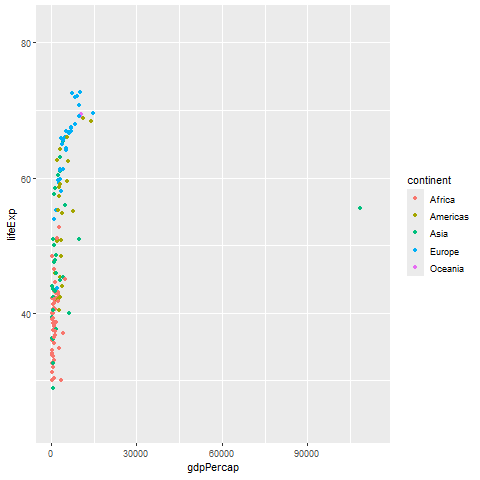 80
60
40
lifeExp
0
30000
60000
90000
gdpPercap
continent
Africa
Americas
Asia
Europe
Oceania